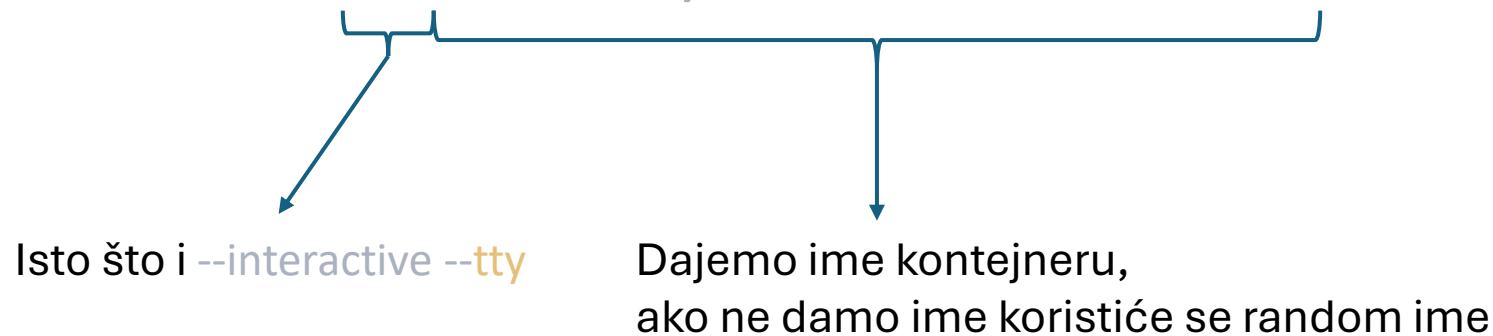 Isto što i --interactive --tty
Dajemo ime kontejneru,
ako ne damo ime koristiće se random ime